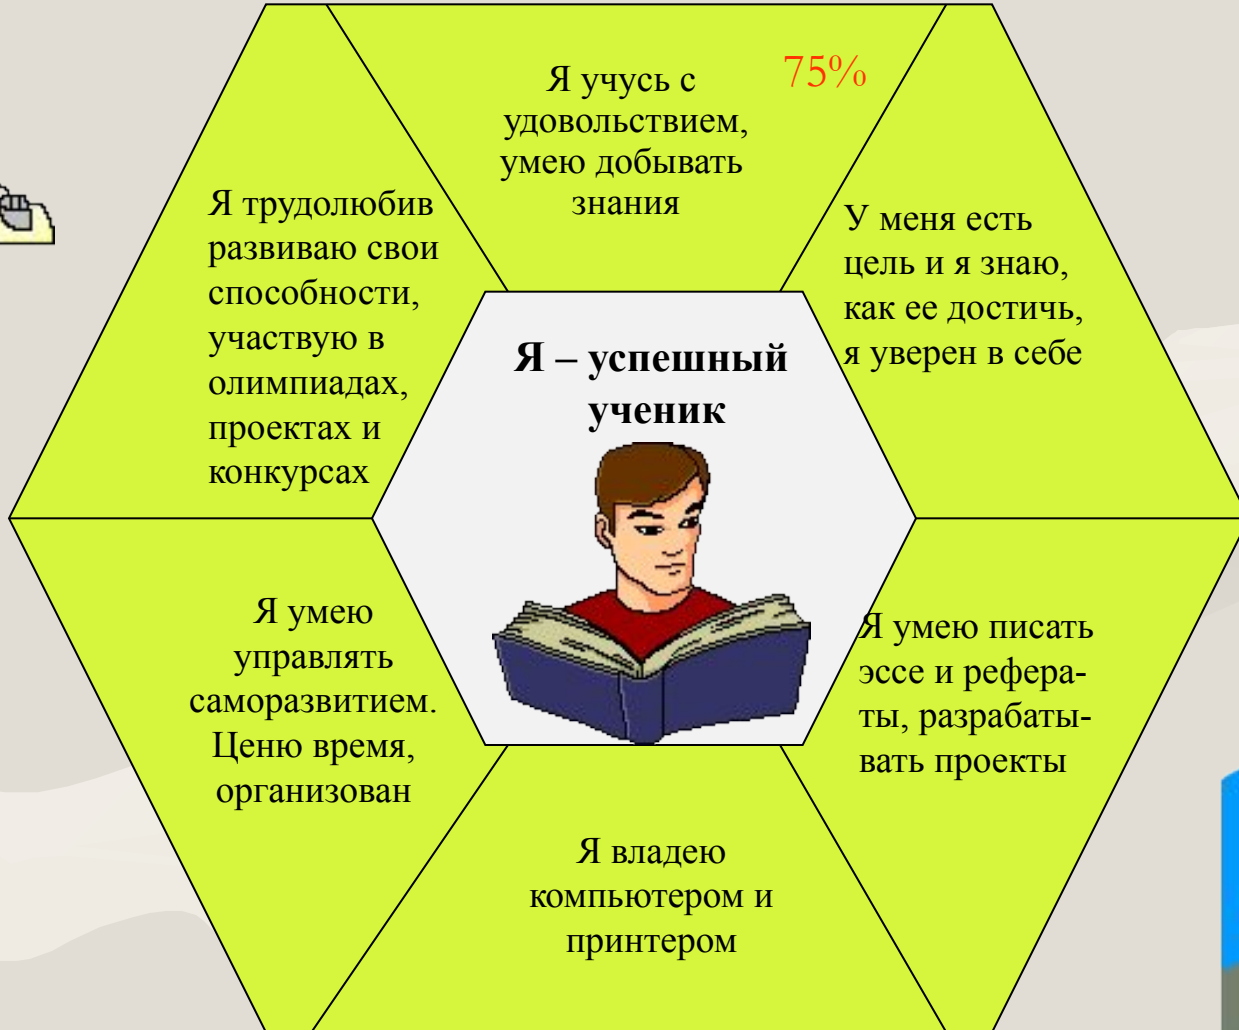 Я учусь с
удовольствием,
умею добывать
знания
75%
У меня есть
цель и я знаю,
как ее достичь,
я уверен в себе
Я трудолюбив
развиваю свои
способности,
участвую в
олимпиадах,
проектах и
конкурсах
Я – успешный
ученик
Я умею
управлять
саморазвитием.
Ценю время,
организован
Я умею писать
эссе и рефера-
ты, разрабаты-
вать проекты
Я владею
компьютером и
принтером